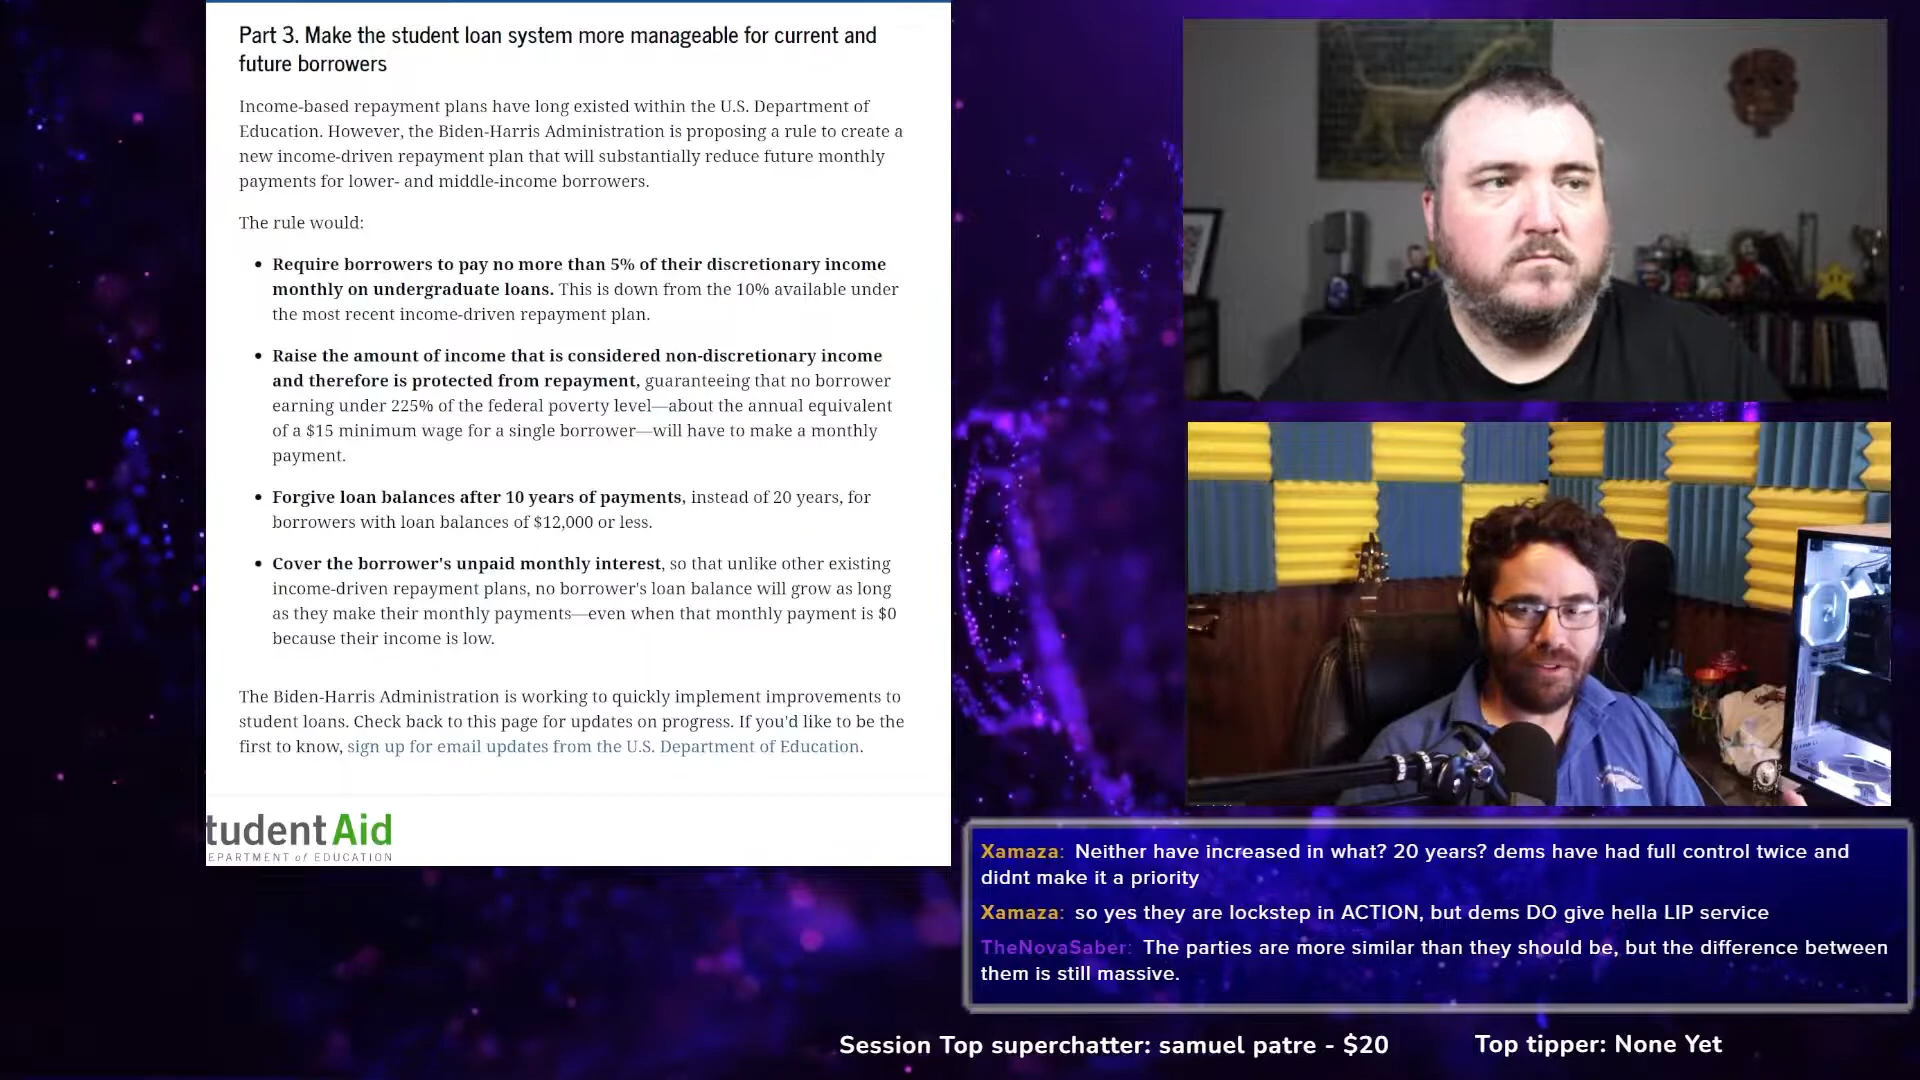 Part 3. Make the student loan system more manageable for current and
future borrowers
Income-based repayment plans have long existed within the U.S. Department of
Education. However, the Biden-Harris Administration is proposing a rule to create a
new income-driven repayment plan that will substantially reduce future monthly
payments for lower- and middle-income borrowers.
The rule would:
• Require borrowers to pay no more than 5% of their discretionary income
monthly on undergraduate loans. This is down from the 10% available under
the most recent income-driven repayment plan.
• Raise the amount of income that is considered non-discretionary income
and therefore is protected from repayment, guaranteeing that no borrower
earning under 225% of the federal poverty level—about the annual equivalent
of a $15 minimum wage for a single borrower—will have to make a monthly
payment.
• Forgive loan balances after 10 years of payments, instead of 20 years, for
borrowers with loan balances of $12,000 or less.
• Cover the borrower's unpaid monthly interest, so that unlike other existing
income-driven repayment plans, no borrower's loan balance will grow as long
as they make their monthly payments—even when that monthly payment is $0
because their income is low.
The Biden-Harris Administration is working to quickly implement improvements to
student loans. Check back to this page for updates on progress. If you'd like to be the
first to know, sign up for email updates from the U.S. Department of Education.
tudentAid
EPARTMENT of EDUCATION
RODE
Xamaza: Neither have increased in what? 20 years? dems have had full control twice and
didnt make it a priority
Xamaza: so yes they are lockstep in ACTION, but dems DO give hella LIP service
TheNovaSaber: The parties are more similar than they should be, but the difference between
them is still massive.
Session Top superchatter: samuel patre - $20
Top tipper: None Yet